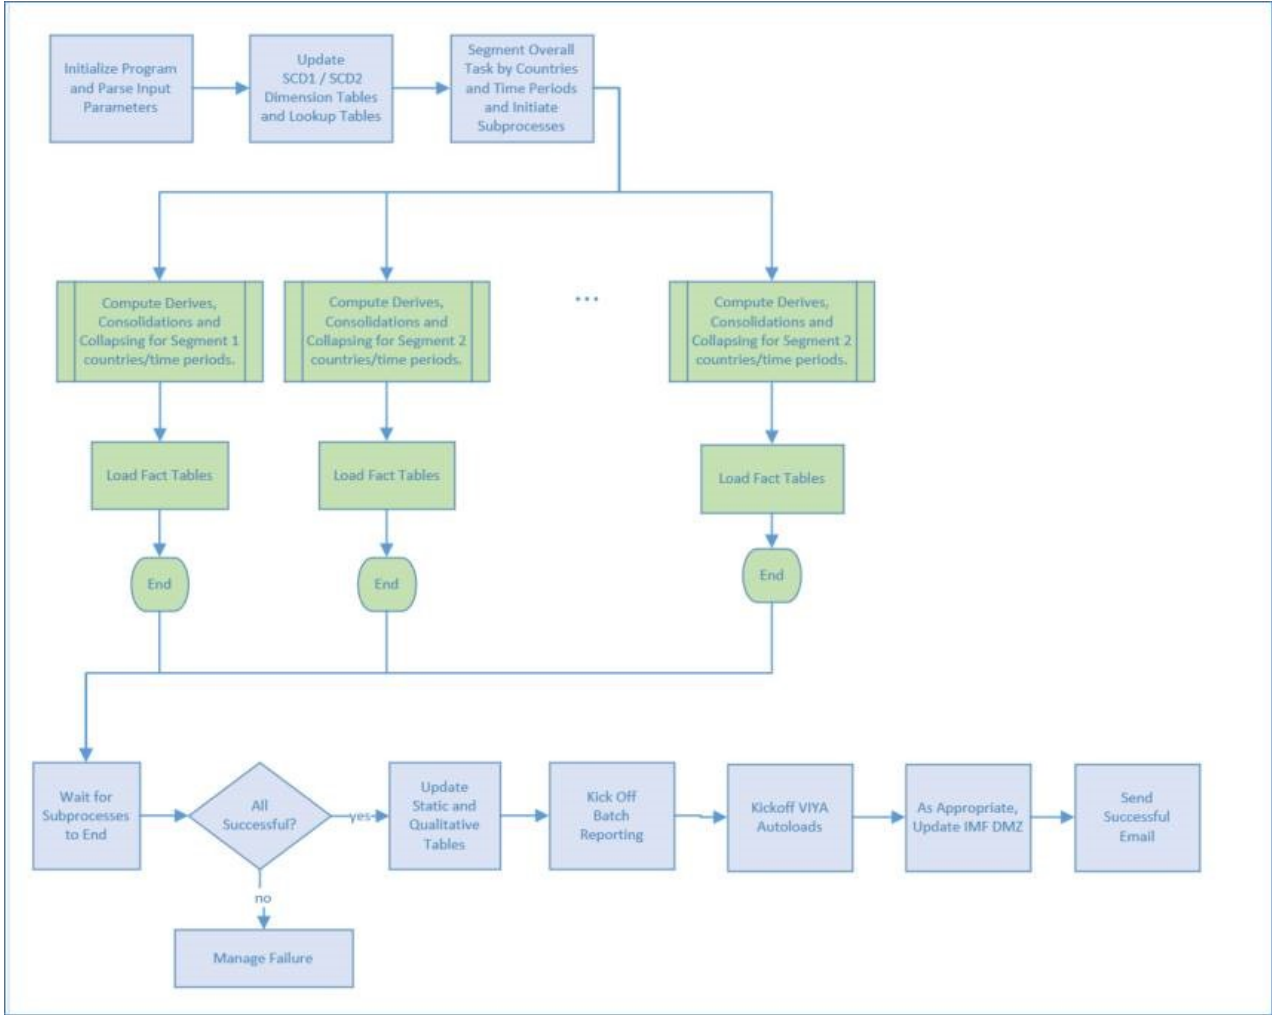 Initialize Program
and Parse Input
Parameters
Update
SCD1 / SCD2
Dimension Tables
and Lookup Tables
Segment Overall
Task by Countries
and Time Periods
and Initiate
Subprocesses
Compute Derives,
Consolidations and
Collapsing for Segment 1
countries/time periods.
Compute Derives,
Consolidations and
Collapsing for Segment 2
countries/time periods.
...
Compute Derives,
Consolidations and
Collapsing for Segment 2
countries/time periods.
Load Fact Tables
Load Fact Tables
Load Fact Tables
End
End
End
Wait for
Subprocesses
to End
All
Successful?
yes
Update
Static and
Qualitative
Tables
Kick Off
Batch
Reporting
Kickoff VIYA
Autoloads
As Appropriate,
Update IMF DMZ
Send
Successful
Email
no
Manage Failure